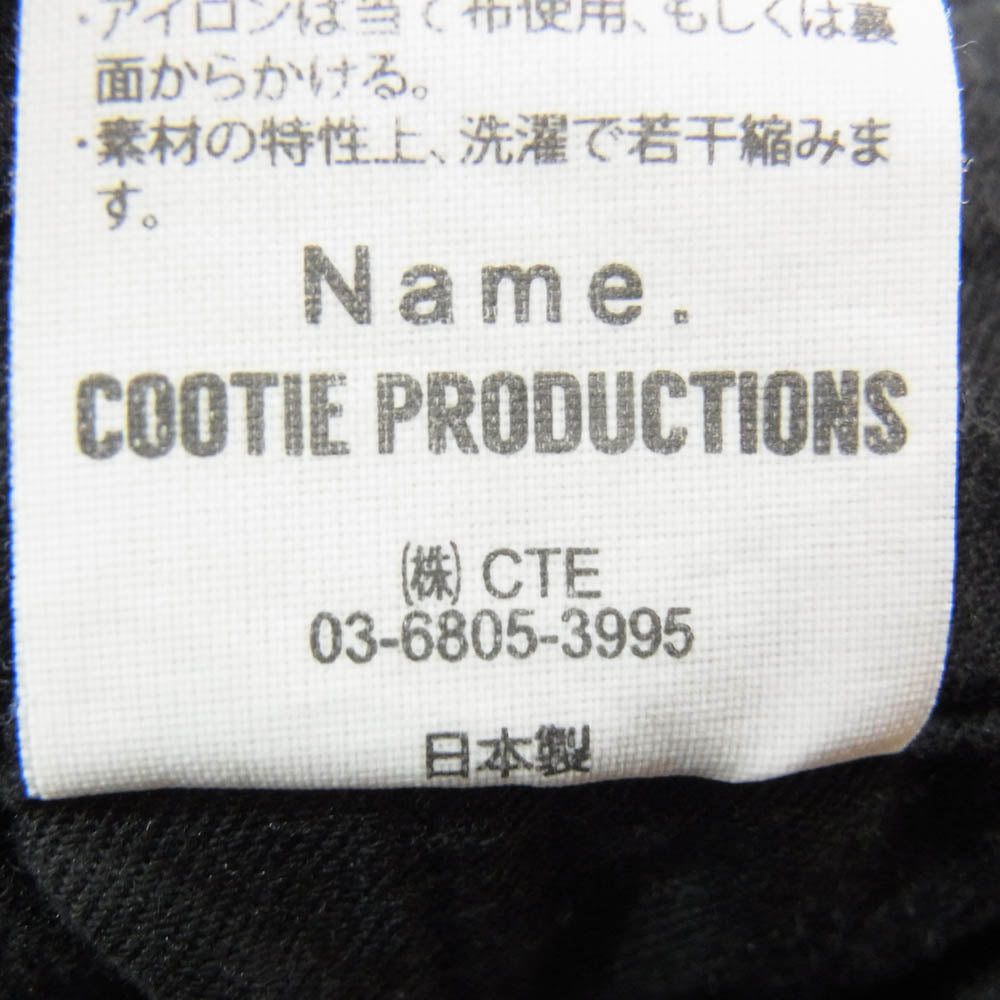 ・アイロンは当て布使用、もしくは裏
面からかける。
・素材の特性上、洗濯で若干縮みま
す。
Name.
COOTIE PRODUCTIONS
㈱ CTE
03-6805-3995
日本製